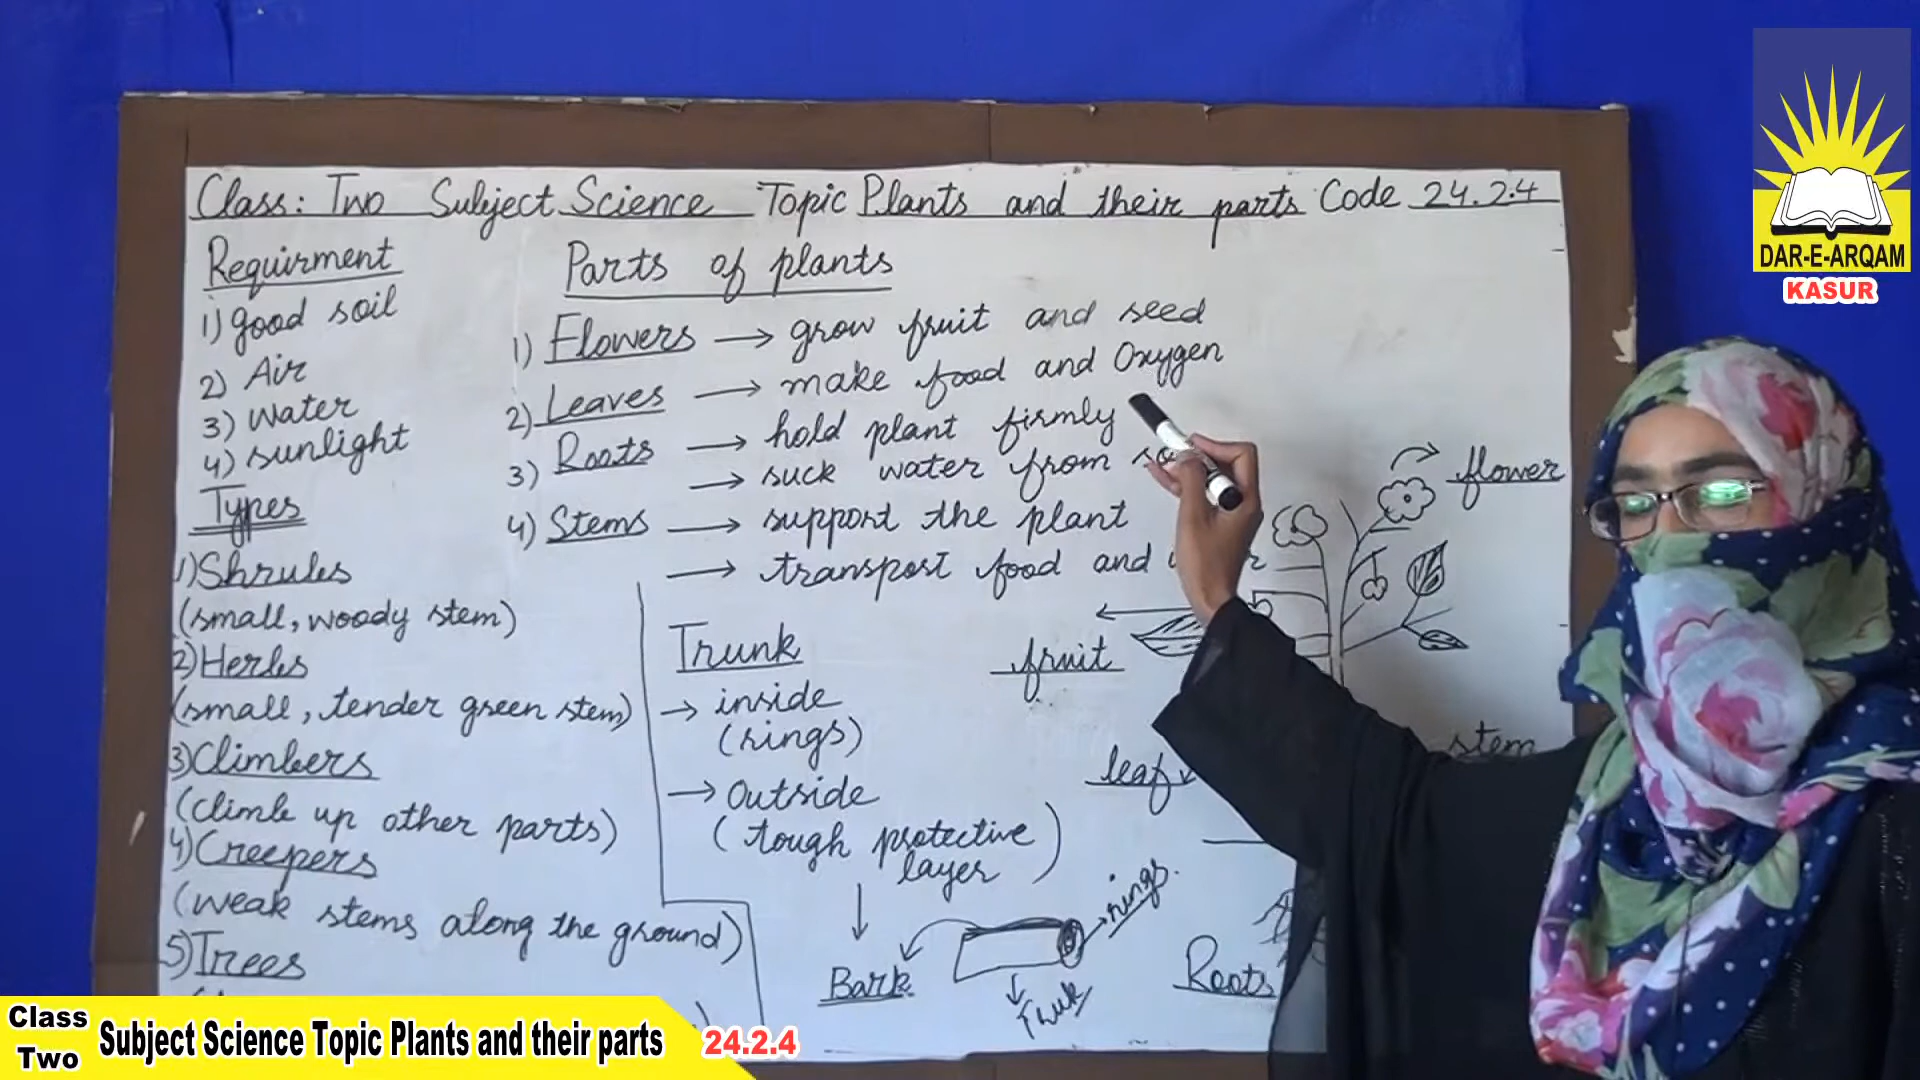 Class: Two Subject Science Topic Plants and their parts Code 24.2.4
Requirment
1) good soil
2) Air
3) water
4) sunlight
Types
1) Shrubs
(small, woody stem)
2) Herbs
(small, tender green stem)
3) Climbers
(climb up other parts)
4) Creepers
(weak stems along the ground)
5) Trees
Parts of plants
1) Flowers → grow fruit and seed
2) Leaves → make food and Oxygen
3) Roots → hold plant firmly
→ suck water from
4) Stems → support the plant
→ transport food and
Trunk
→ inside
(rings)
→ Outside
(tough protective
layer)
Bark
rings
Trunk
flower
fruit
leaf
stem
Roots
DAR-E-ARQAM
KASUR
Class
Two
Subject Science Topic Plants and their parts 24.2.4